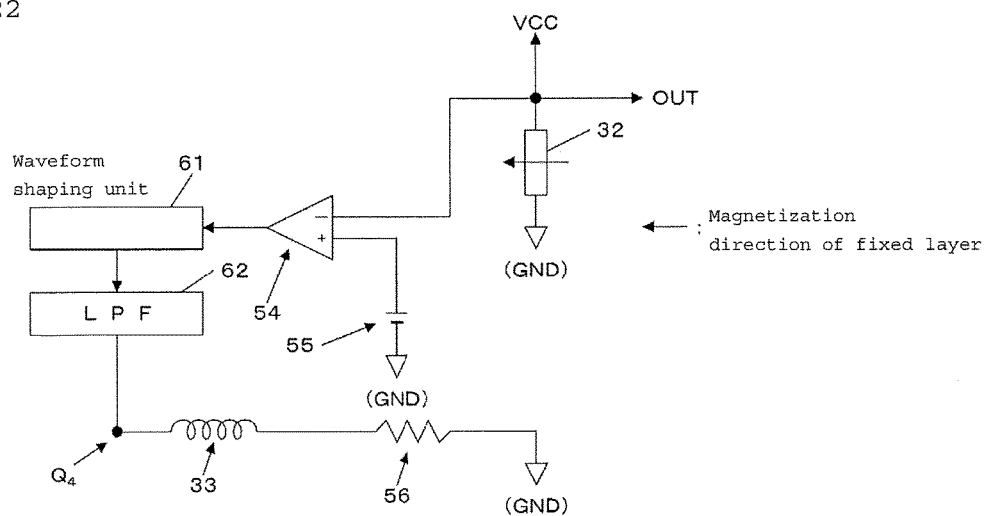 VCC
OUT
32
Waveform
shaping unit
61
Magnetization
: direction of fixed layer
−
+
(GND)
62
L P F
54
55
(GND)
Q4
33
56
(GND)